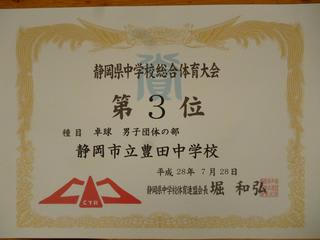 静岡県中学校総合体育大会
賞
第3位
種目 卓球 男子団体の部
静岡市立豊田中学校
平成28年7月28日
静岡県中学校体育連盟会長 堀 和弘
CTR